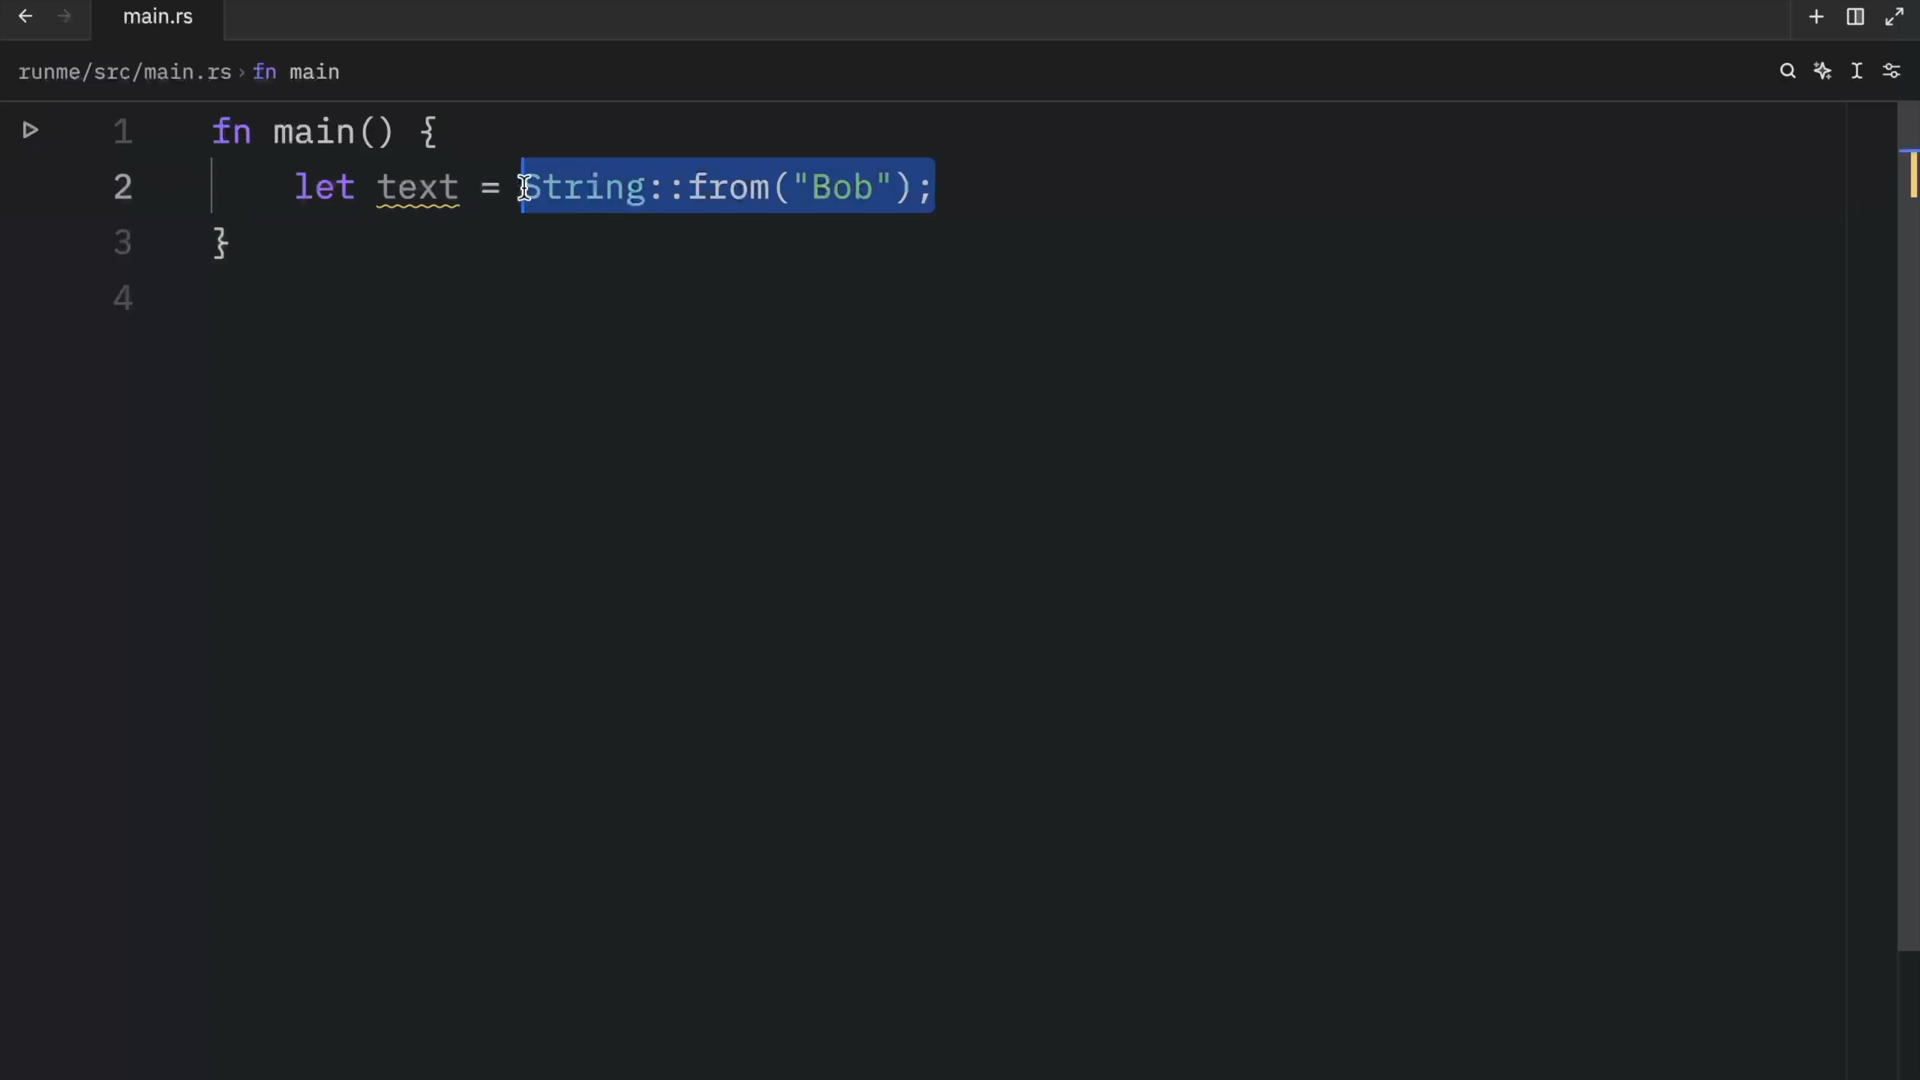 main.rs
runme/src/main.rs › fn main
1 fn main() {
2     let text = String::from("Bob");
3 }
4